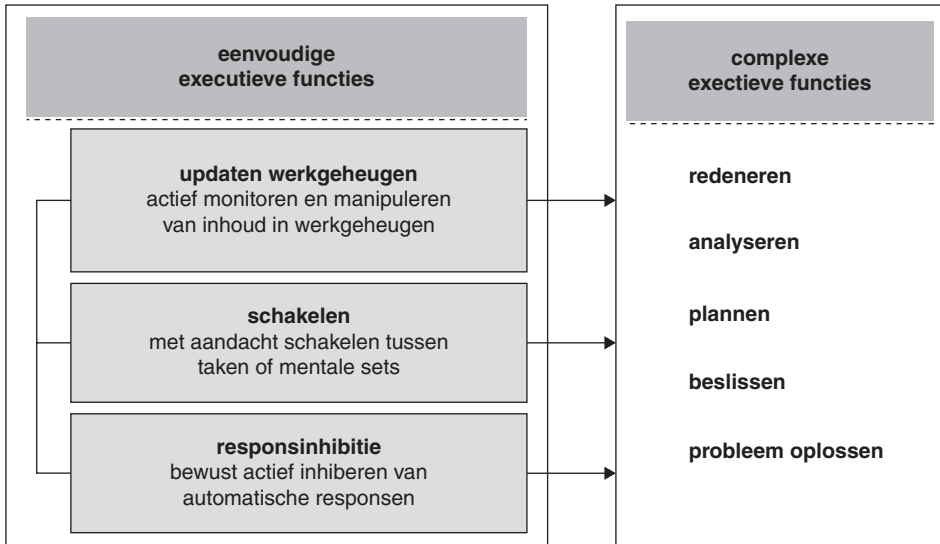 eenvoudige
executieve functies
updaten werkgeheugen
actief monitoren en manipuleren
van inhoud in werkgeheugen
schakelen
met aandacht schakelen tussen
taken of mentale sets
responsinhibitie
bewust actief inhiberen van
automatische responsen
complexe
exectieve functies
redeneren
analyseren
plannen
beslissen
probleem oplossen